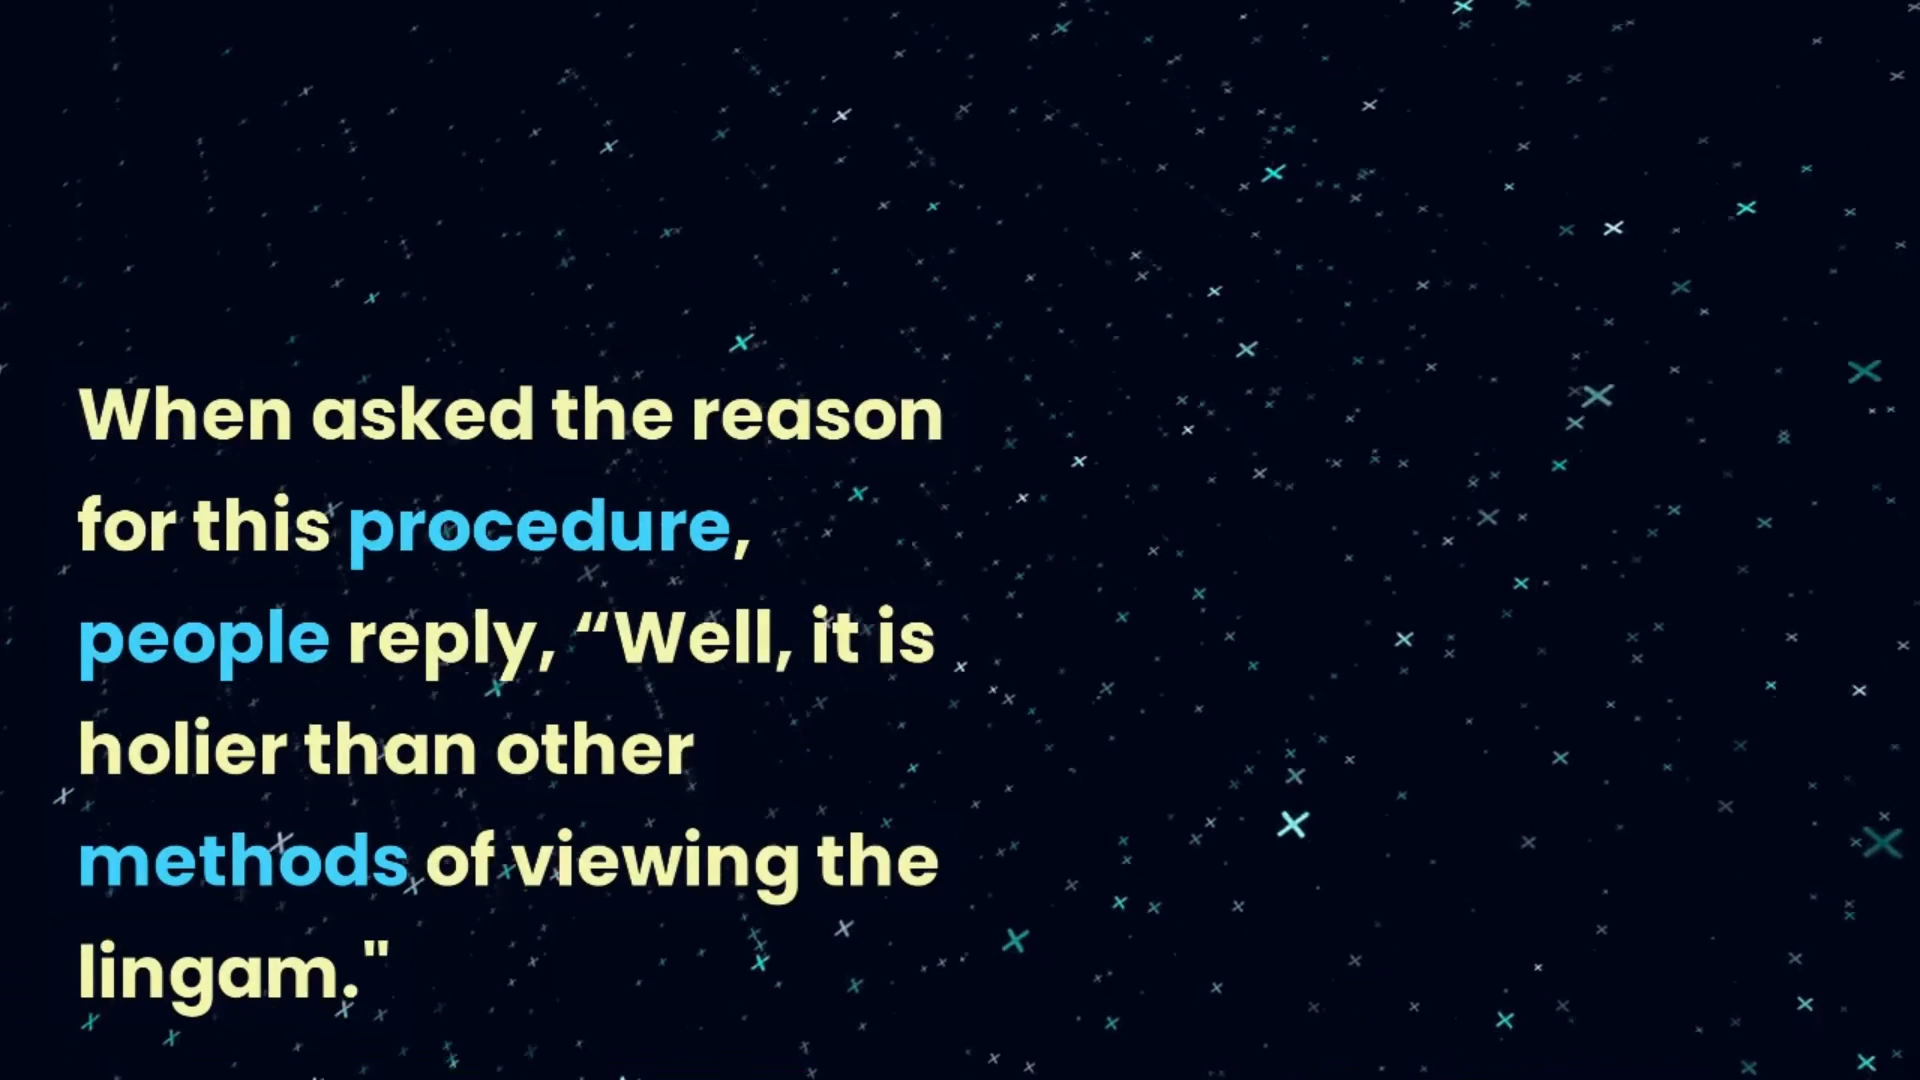 When asked the reason
for this procedure,
people reply, “Well, it is
holier than other
methods of viewing the
lingam."